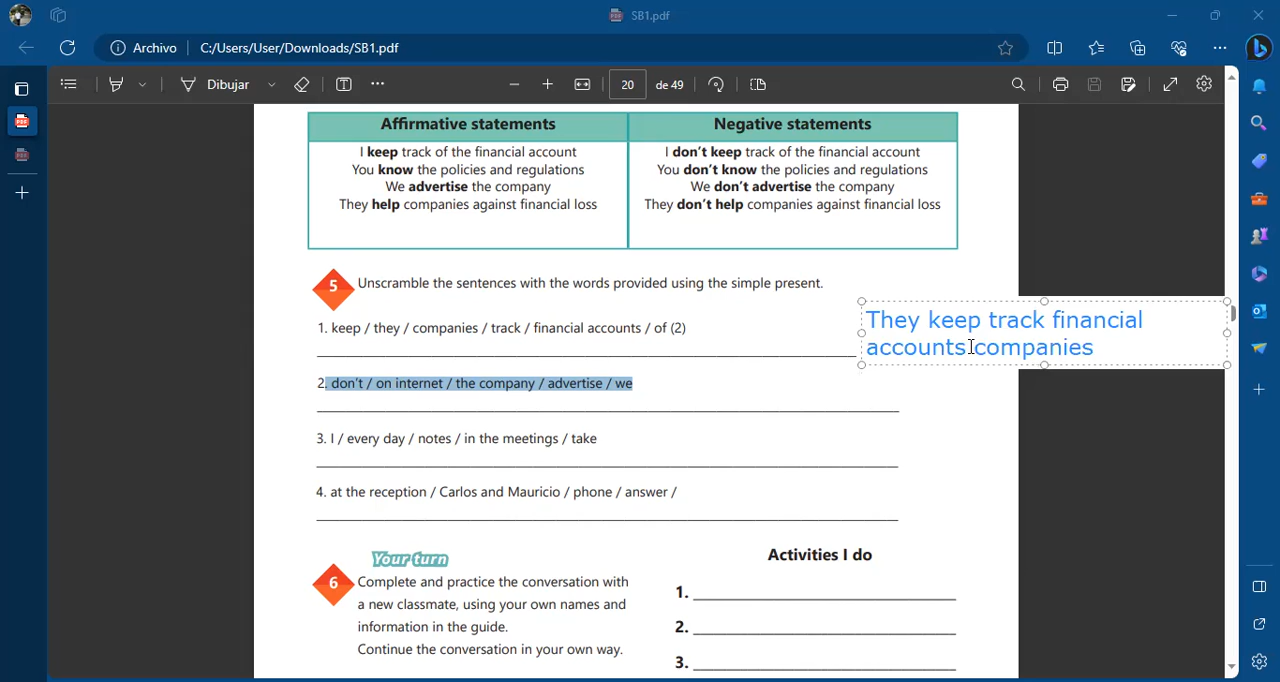 SB1.pdf
Archivo C:/Users/User/Downloads/SB1.pdf
Dibujar 20 de 49
Affirmative statements
I keep track of the financial account
You know the policies and regulations
We advertise the company
They help companies against financial loss
Negative statements
I don't keep track of the financial account
You don't know the policies and regulations
We don't advertise the company
They don't help companies against financial loss
5 Unscramble the sentences with the words provided using the simple present.
1. keep / they / companies / track / financial accounts / of (2)
They keep track financial
accounts companies
2. don't / on internet / the company / advertise / we
3. I / every day / notes / in the meetings / take
4. at the reception / Carlos and Mauricio / phone / answer /
Your turn
6 Complete and practice the conversation with
a new classmate, using your own names and
information in the guide.
Continue the conversation in your own way.
Activities I do
1.
2.
3.